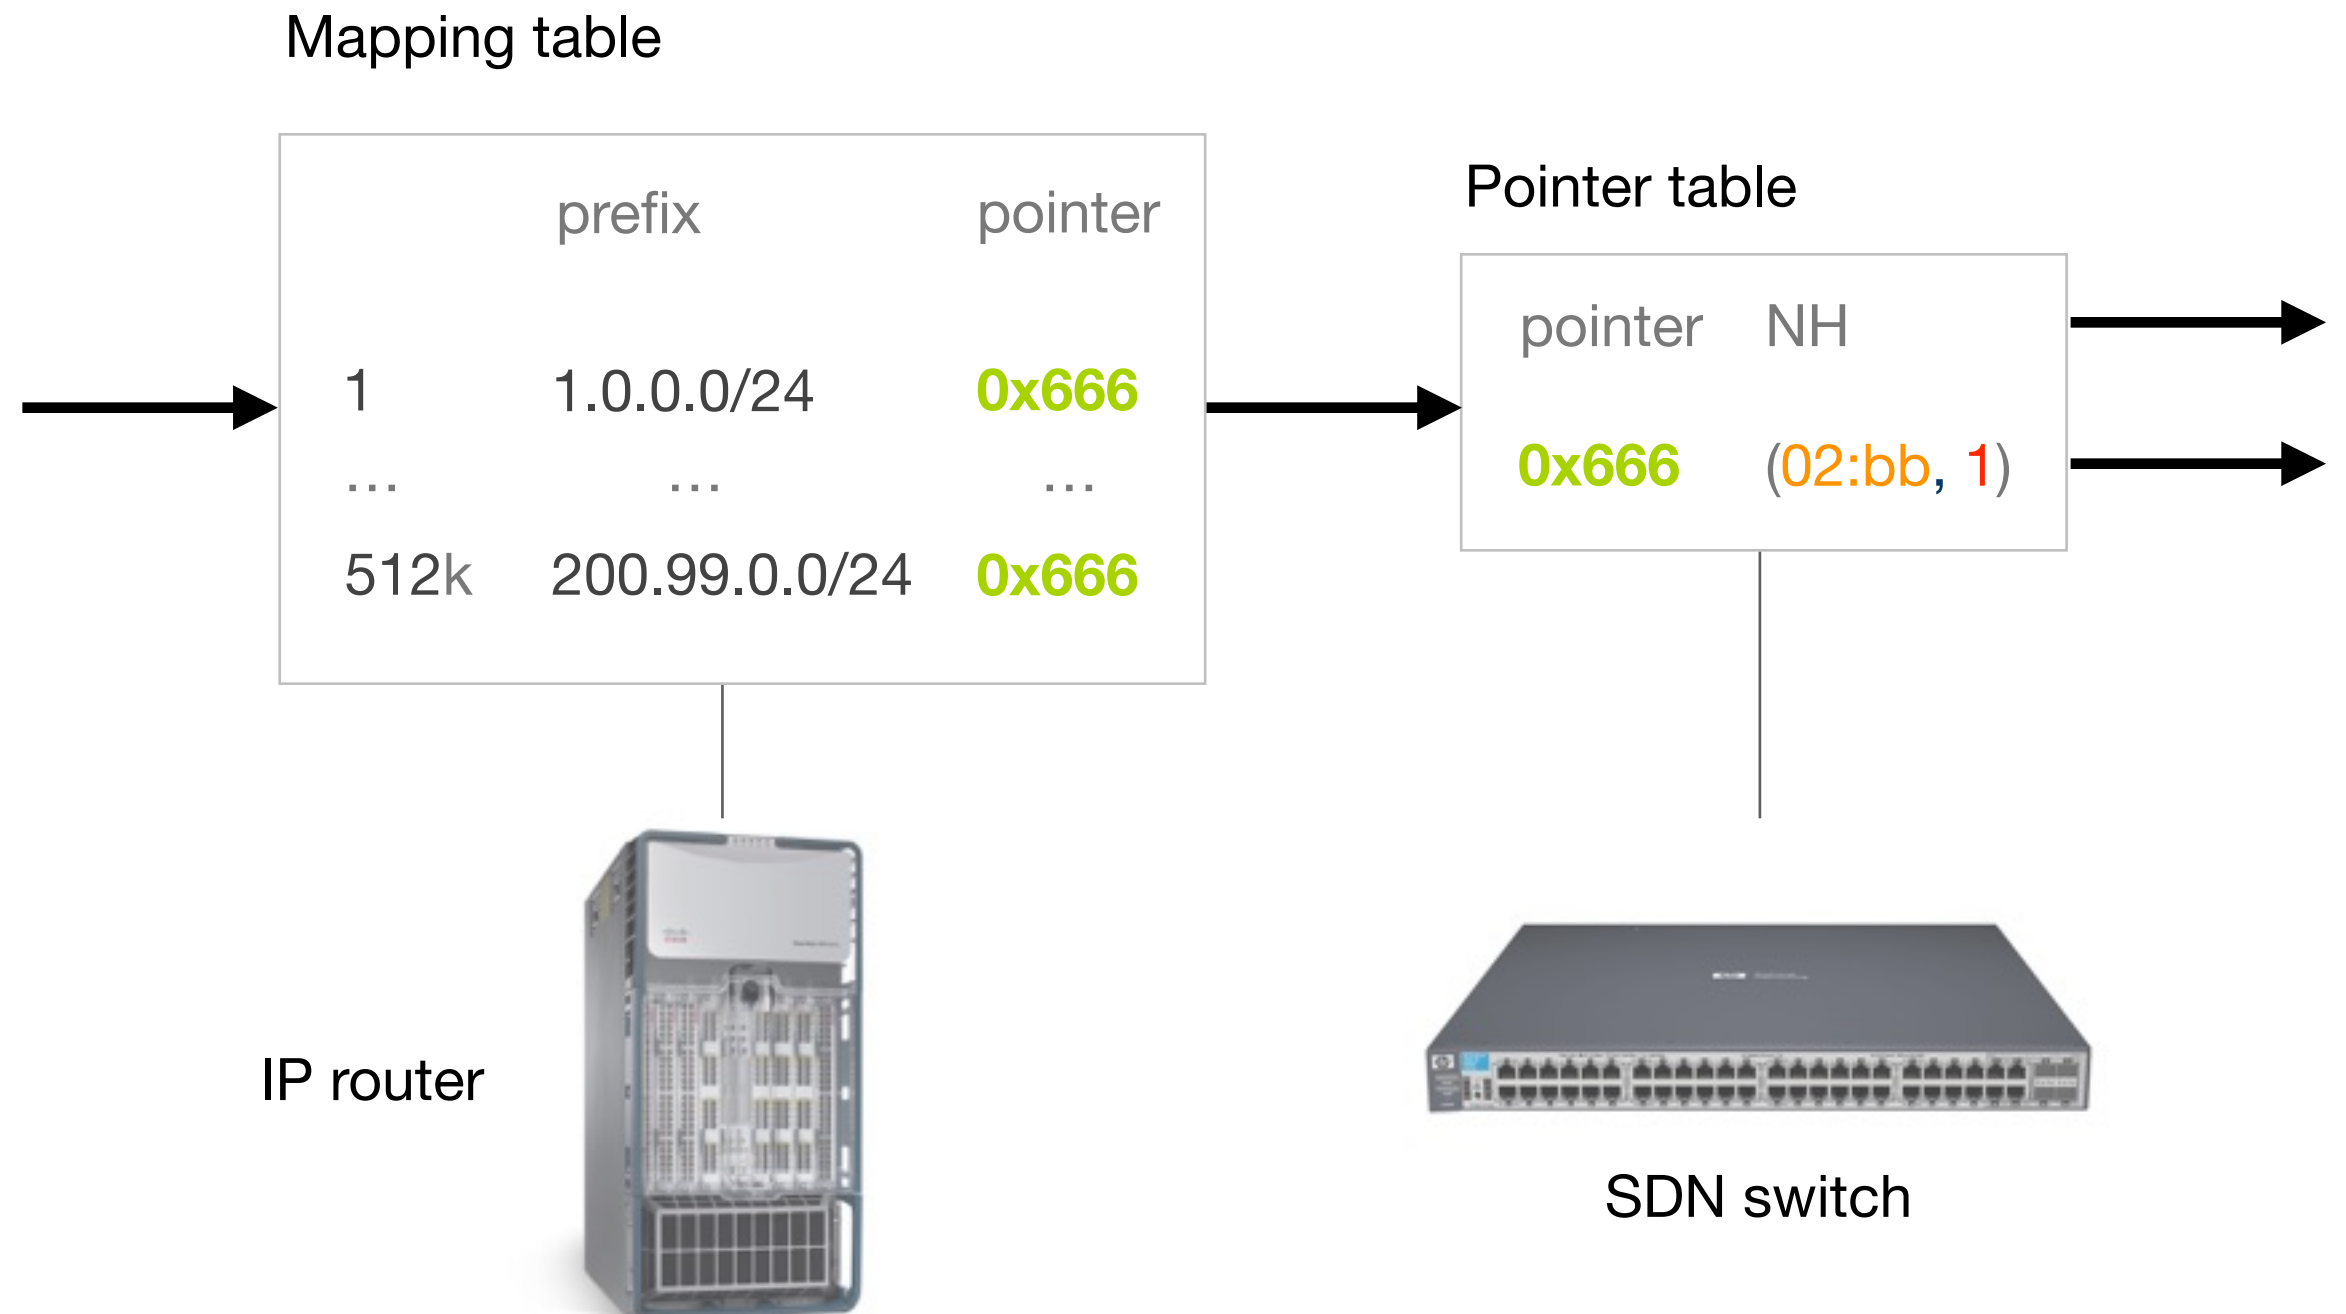 Mapping table
prefix pointer
1 1.0.0.0/24 0x666
... ... ...
512k 200.99.0.0/24 0x666
Pointer table
pointer NH
0x666 (02:bb, 1)
IP router
SDN switch